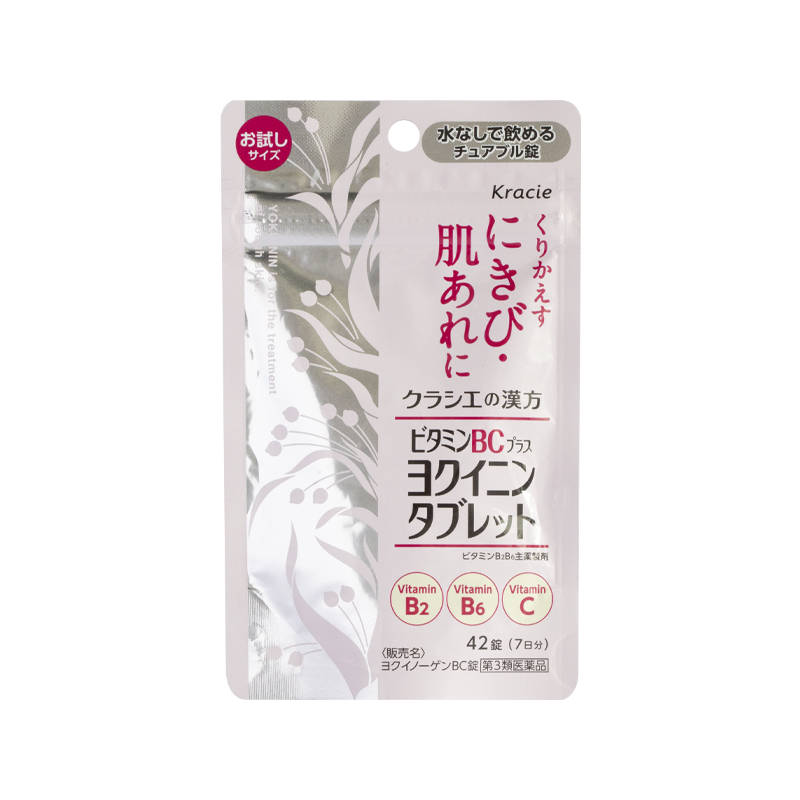 お試し
サイズ
水なしで飲める
チュアブル錠
Kracie
くりかえす
にきび・
肌あれに
クラシエの漢方
ビタミンBCプラス
ヨクイニン
タブレット
ビタミンB2B6主薬製剤
Vitamin
B2
Vitamin
B6
Vitamin
C
42錠（7日分）
〈販売名〉
ヨクイノーゲンBC錠 第3類医薬品
is for the treatment